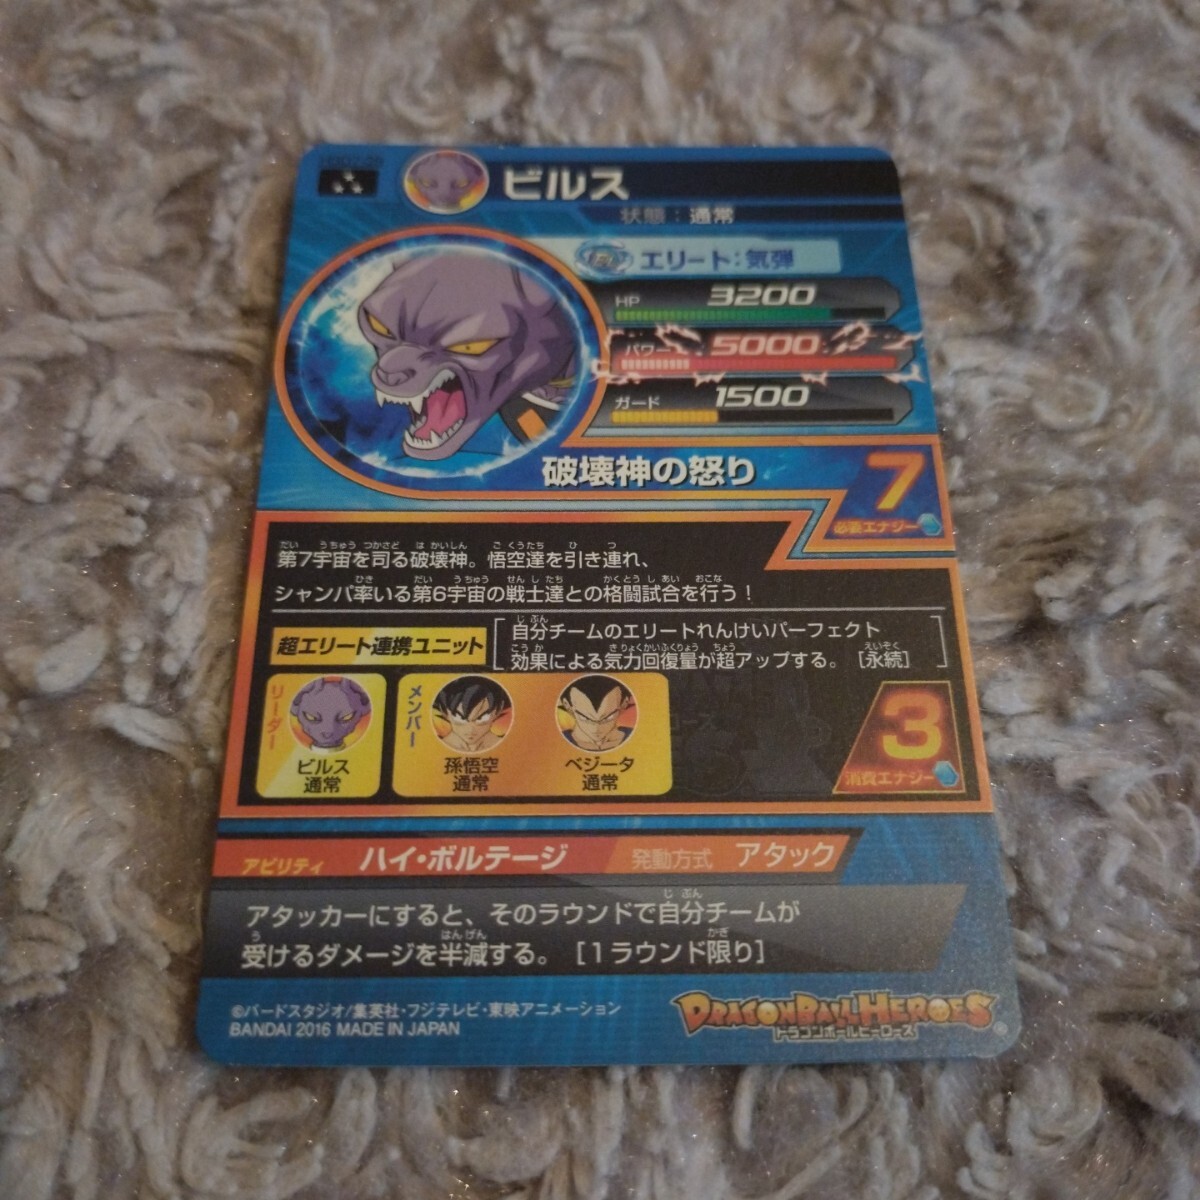 ビルス
状態：通常
エリート：気弾
HP 3200
パワー 5000
ガード 1500
破壊神の怒り
7
必要エナジー
第7宇宙を司る破壊神。悟空達を引き連れ、
シャンパ率いる第6宇宙の戦士達との格闘試合を行う！
超エリート連携ユニット
自分チームのエリートれんけいパーフェクト
効果による気力回復量が超アップする。［永続］
リーダー
ビルス
通常
メンバー
孫悟空
通常
ベジータ
通常
3
消費エナジー
アビリティ ハイ・ボルテージ 発動方式 アタック
アタッカーにすると、そのラウンドで自分チームが
受けるダメージを半減する。［1ラウンド限り］
©バードスタジオ/集英社・フジテレビ・東映アニメーション
BANDAI 2016 MADE IN JAPAN
DRAGONBALL HEROES
ドラゴンボールヒーローズ